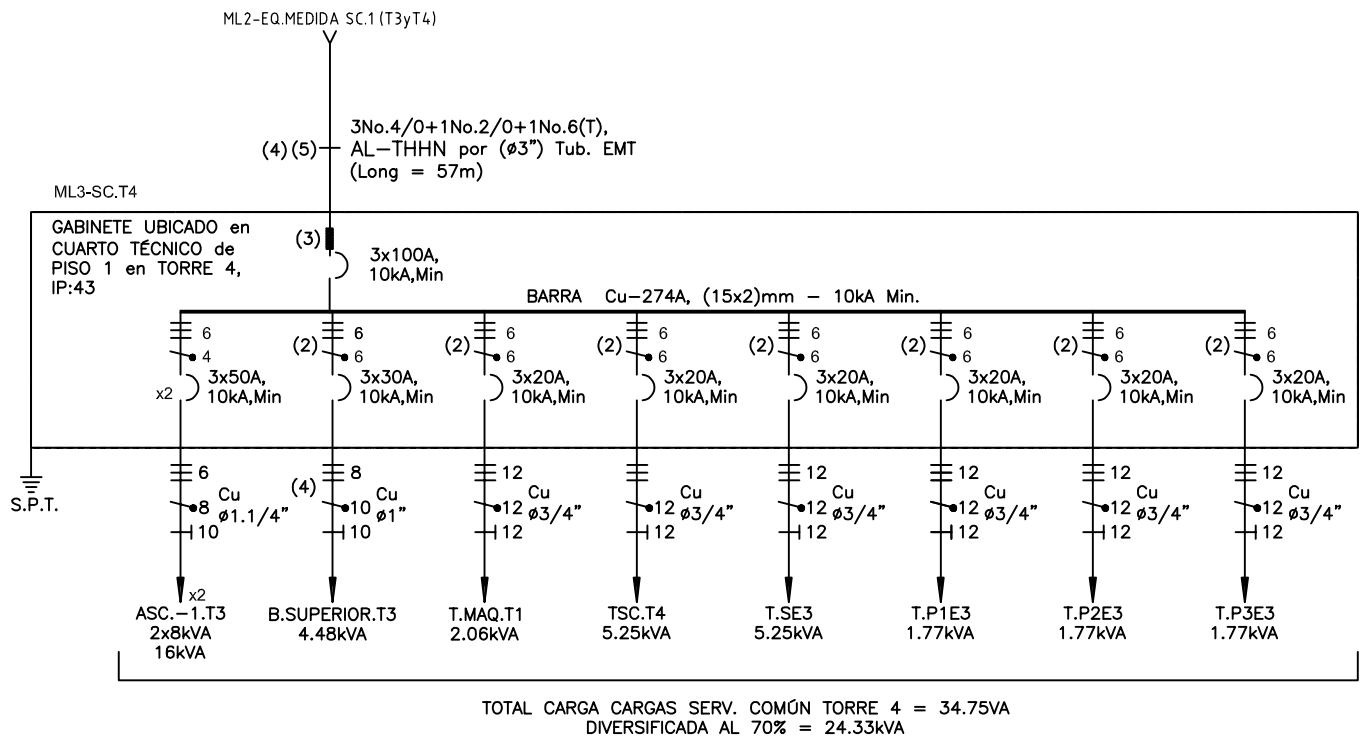 ML2-EQ.MEDIDA SC.1 (T3yT4)
(4) (5)
3No.4/0+1No.2/0+1No.6(T),
AL-THHN por (ø3") Tub. EMT
(Long = 57m)
ML3-SC.T4
GABINETE UBICADO en
CUARTO TÉCNICO de
PISO 1 en TORRE 4,
IP:43
(3)
3x100A,
10kA,Min
BARRA Cu-274A, (15x2)mm - 10kA Min.
6 6 6 6 6 6 6 6
4 (2) 6 (2) 6 (2) 6 (2) 6 (2) 6 (2) 6 (2) 6
3x50A, 3x30A, 3x20A, 3x20A, 3x20A, 3x20A, 3x20A, 3x20A,
x2 10kA,Min 10kA,Min 10kA,Min 10kA,Min 10kA,Min 10kA,Min 10kA,Min 10kA,Min
S.P.T.
6 8 12 12 12 12 12 12
(4)
Cu Cu Cu Cu Cu Cu Cu Cu
8 ø1.1/4" 10 ø1" 12 ø3/4" 12 ø3/4" 12 ø3/4" 12 ø3/4" 12 ø3/4" 12 ø3/4"
10 10 12 12 12 12 12 12
x2
ASC.-1.T3 B.SUPERIOR.T3 T.MAQ.T1 TSC.T4 T.SE3 T.P1E3 T.P2E3 T.P3E3
2x8kVA 4.48kVA 2.06kVA 5.25kVA 5.25kVA 1.77kVA 1.77kVA 1.77kVA
16kVA
TOTAL CARGA CARGAS SERV. COMÚN TORRE 4 = 34.75VA
DIVERSIFICADA AL 70% = 24.33kVA